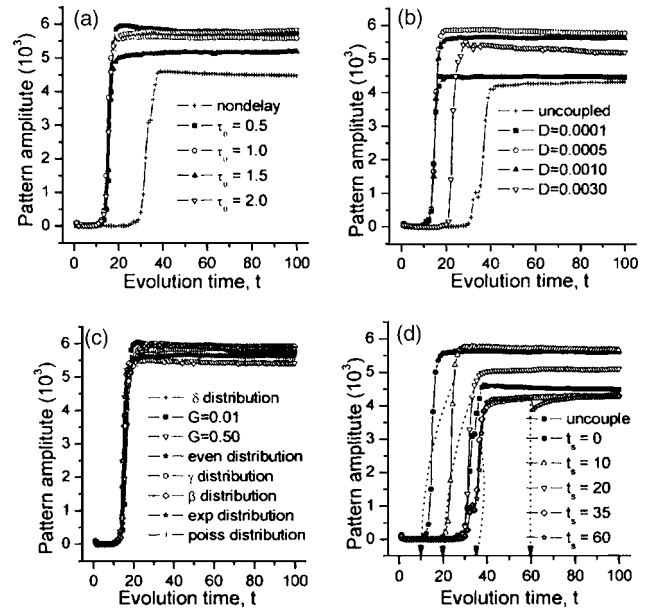 (a)
Pattern amplitude (10³)
6
5
4
3
2
1
0
nondelay
τ₀ = 0.5
τ₀ = 1.0
τ₀ = 1.5
τ₀ = 2.0
0 20 40 60 80 100
Evolution time, t
(b)
Pattern amplitude (10³)
6
5
4
3
2
1
0
uncoupled
D=0.0001
D=0.0005
D=0.0010
D=0.0030
0 20 40 60 80 100
Evolution time, t
(c)
Pattern amplitude (10³)
6
5
4
3
2
1
0
δ distribution
G=0.01
G=0.50
even distribution
γ distribution
β distribution
exp distribution
poiss distribution
0 20 40 60 80 100
Evolution time, t
(d)
Pattern amplitude (10³)
6
5
4
3
2
1
0
uncouple
tₛ = 0
tₛ = 10
tₛ = 20
tₛ = 35
tₛ = 60
0 20 40 60 80 100
Evolution time, t